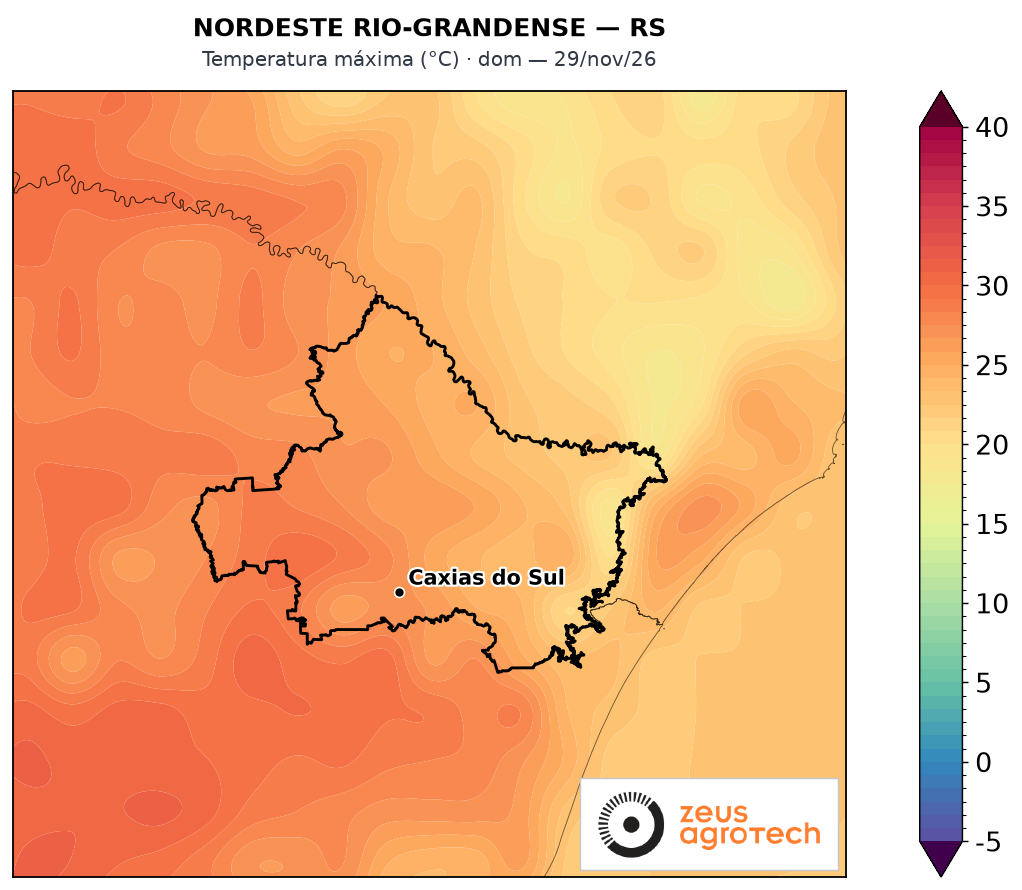 NORDESTE RIO-GRANDENSE — RS
Temperatura máxima (°C) · dom — 29/nov/26
40
35
30
25
20
15
10
5
0
-5
Caxias do Sul
zeus
agrotech